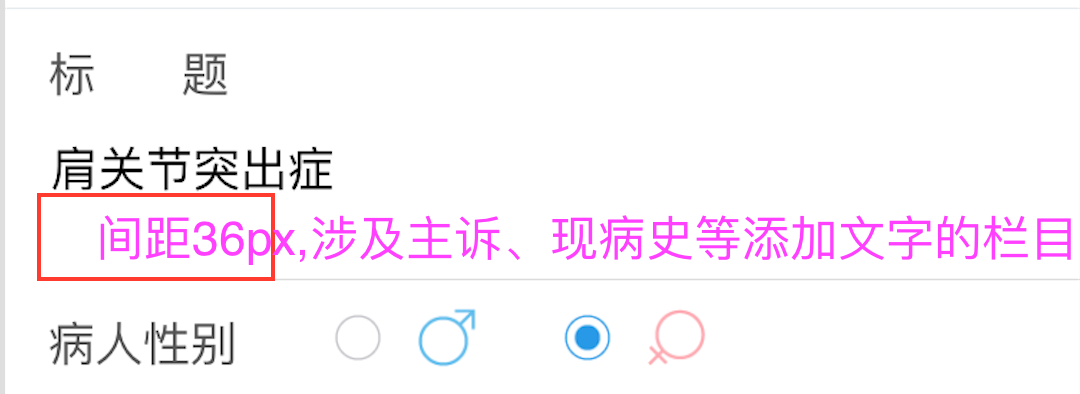 标 题
肩关节突出症
间距36px,涉及主诉、现病史等添加文字的栏目
病人性别